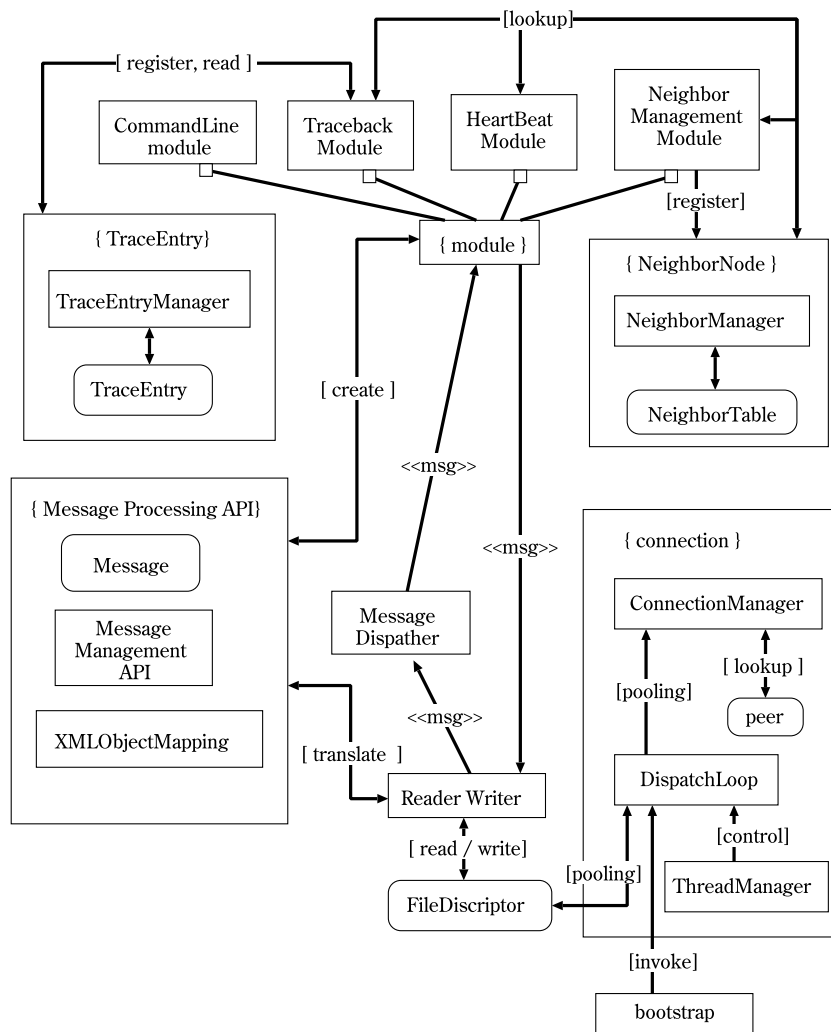 [lookup]
[ register, read ]
CommandLine
module
Traceback
Module
HeartBeat
Module
Neighbor
Management
Module
[register]
{ TraceEntry}
TraceEntryManager
TraceEntry
{ module }
{ NeighborNode }
NeighborManager
NeighborTable
[ create ]
<<msg>>
<<msg>>
{ Message Processing API}
Message
Message
Management
API
XMLObjectMapping
Message
Dispather
<<msg>>
[ translate ]
Reader Writer
[ read / write]
FileDiscriptor
{ connection }
ConnectionManager
[pooling]
[ lookup ]
peer
DispatchLoop
[control]
ThreadManager
[pooling]
[invoke]
bootstrap